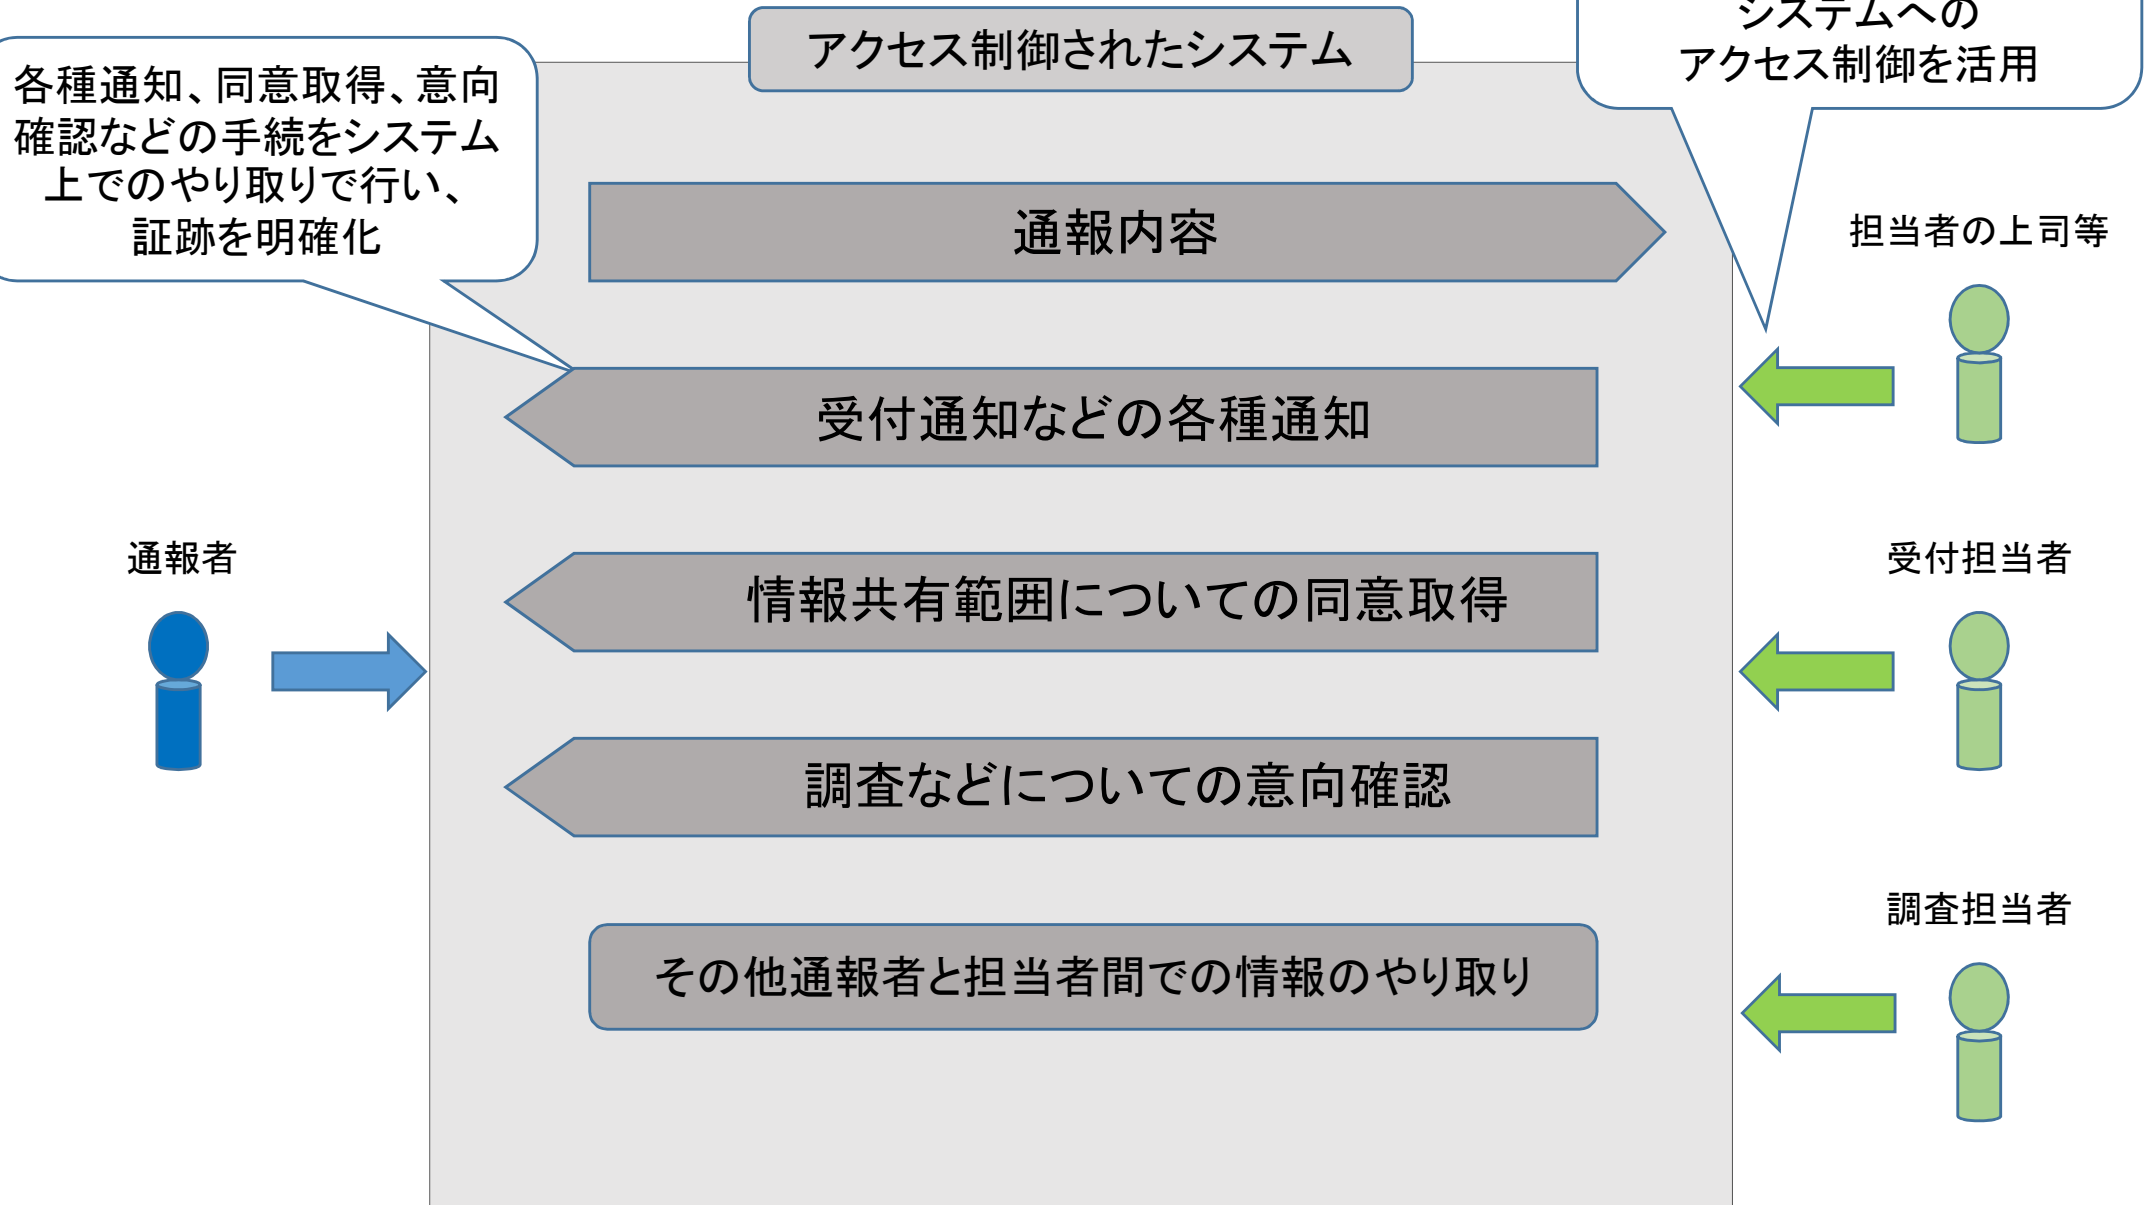 アクセス制御されたシステム
システムへの
アクセス制御を活用
各種通知、同意取得、意向
確認などの手続をシステム
上でのやり取りで行い、
証跡を明確化
通報内容
担当者の上司等
受付通知などの各種通知
通報者
受付担当者
情報共有範囲についての同意取得
調査などについての意向確認
調査担当者
その他通報者と担当者間での情報のやり取り